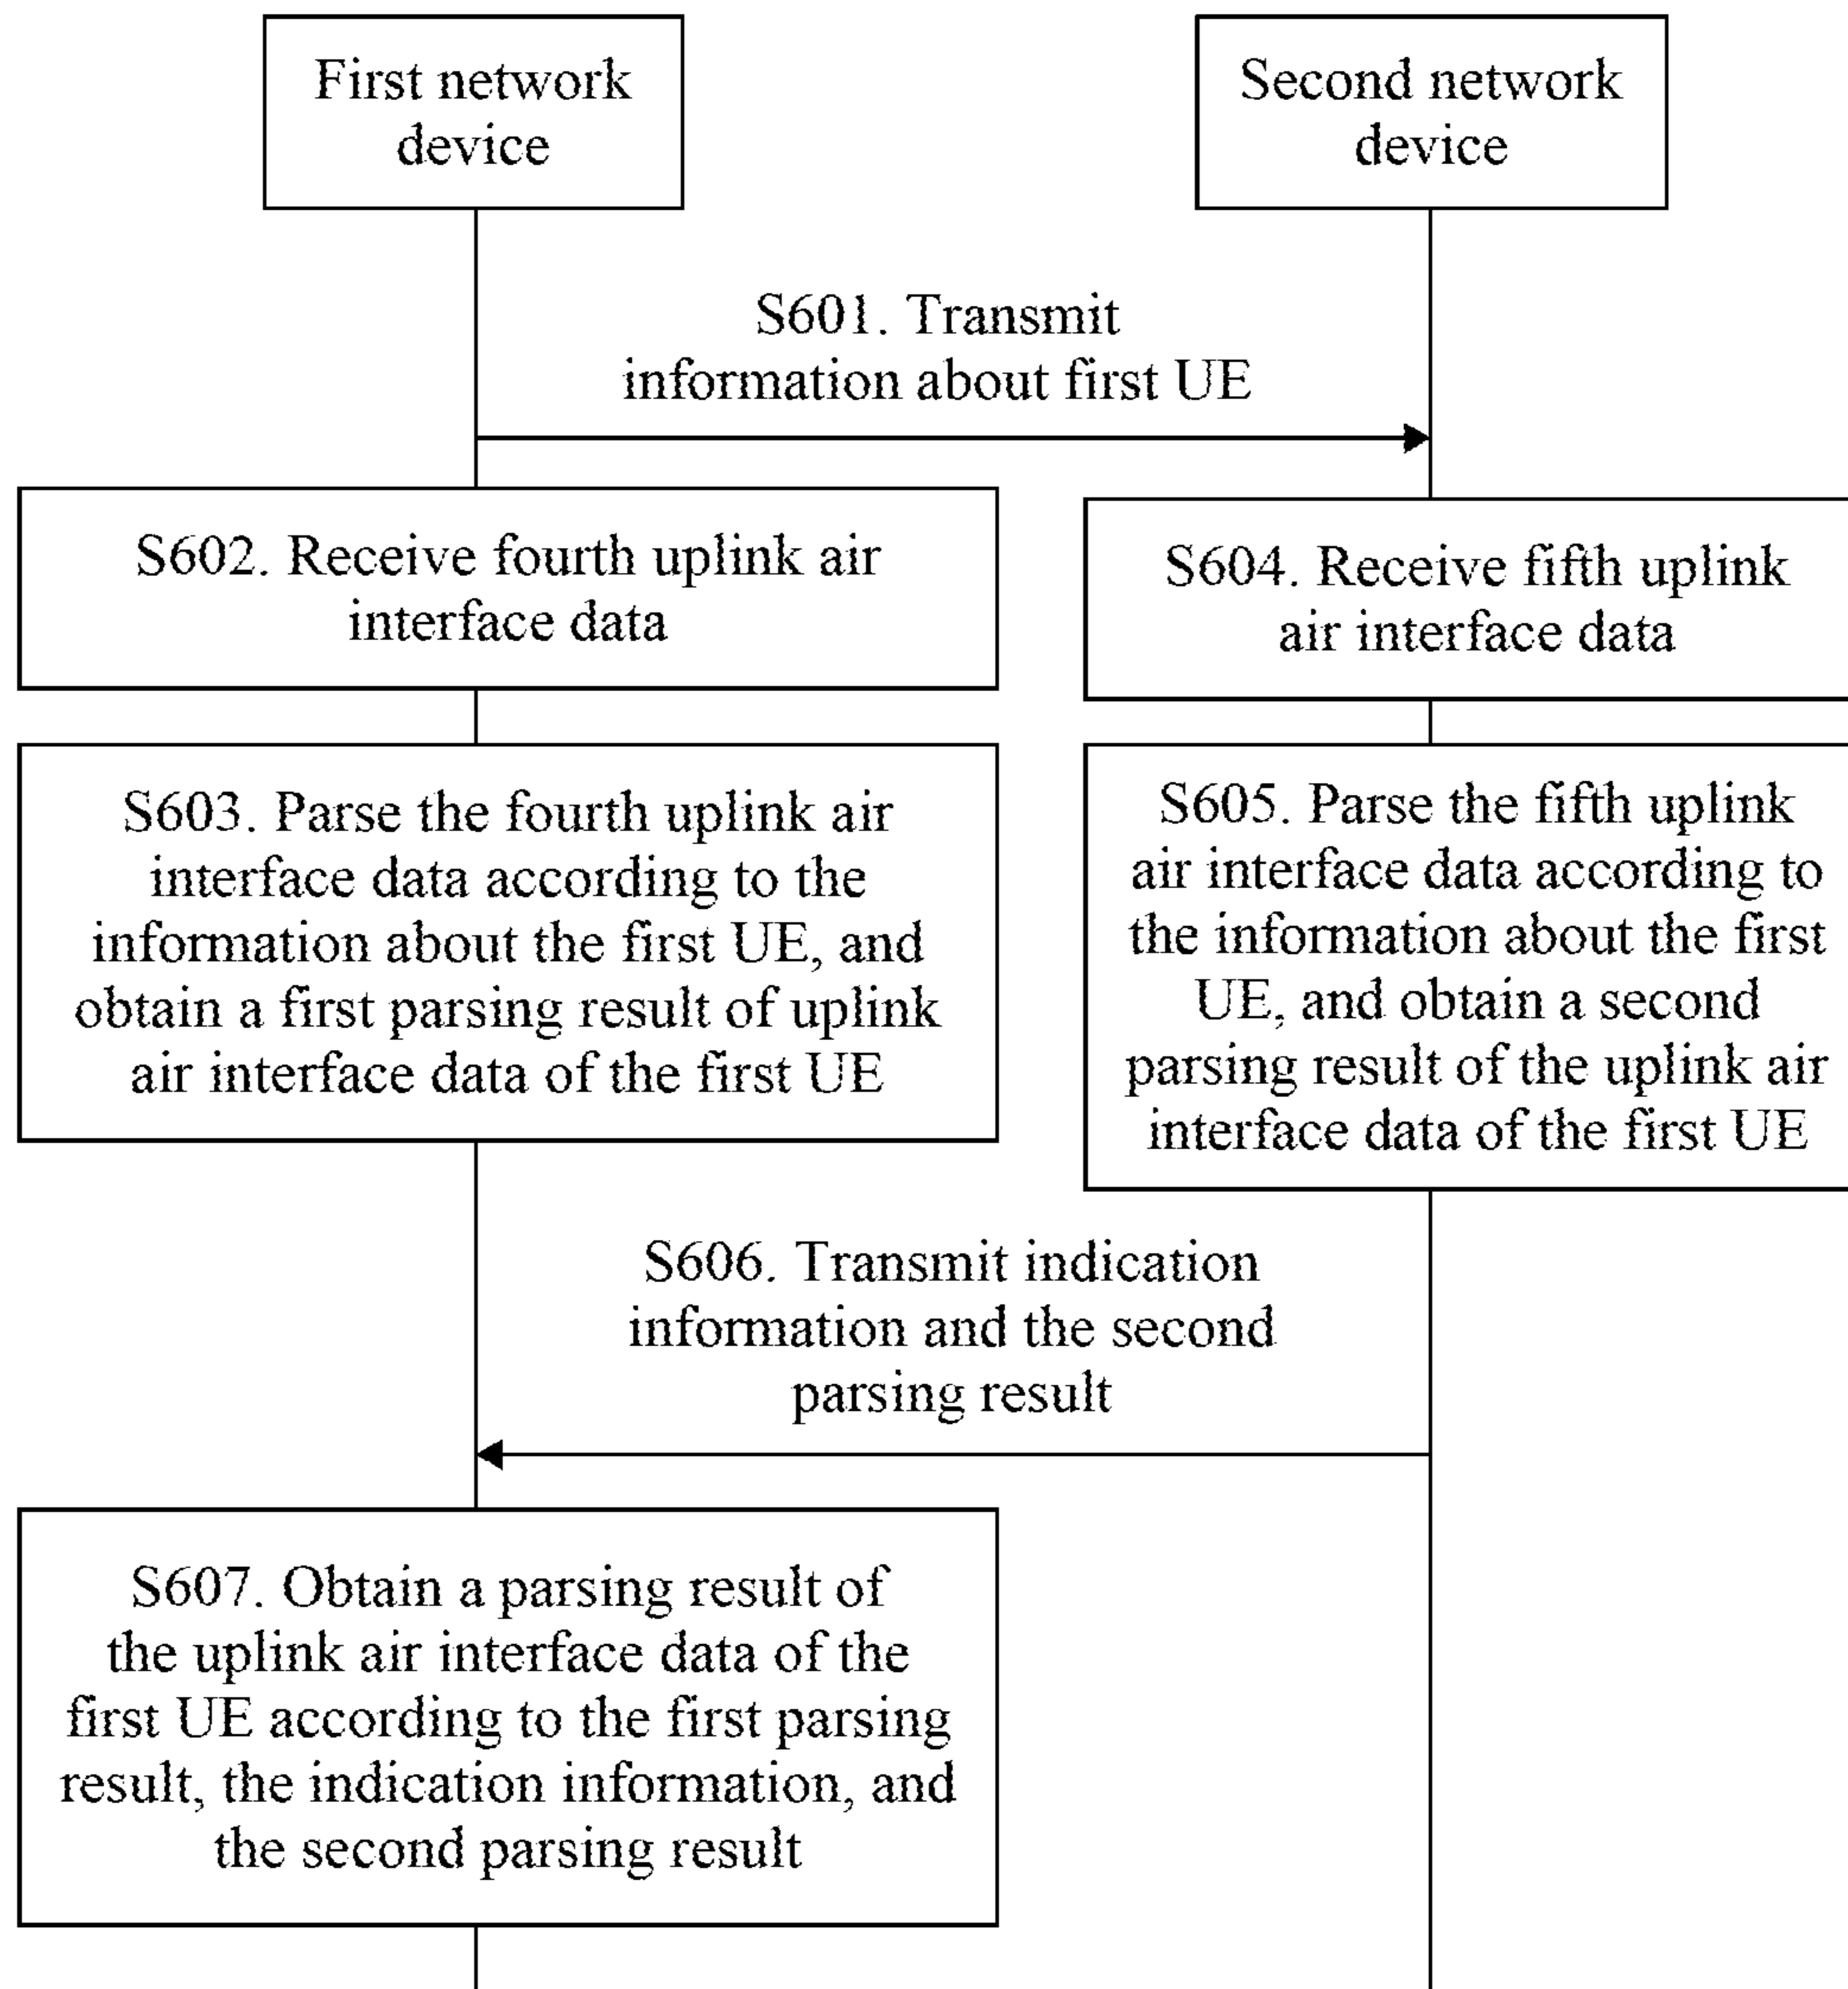 First network
device
Second network
device
S601. Transmit
information about first UE
S602. Receive fourth uplink air
interface data
S604. Receive fifth uplink
air interface data
S603. Parse the fourth uplink air
interface data according to the
information about the first UE, and
obtain a first parsing result of uplink
air interface data of the first UE
S605. Parse the fifth uplink
air interface data according to
the information about the first
UE, and obtain a second
parsing result of the uplink air
interface data of the first UE
S606. Transmit indication
information and the second
parsing result
S607. Obtain a parsing result of
the uplink air interface data of the
first UE according to the first parsing
result, the indication information, and
the second parsing result